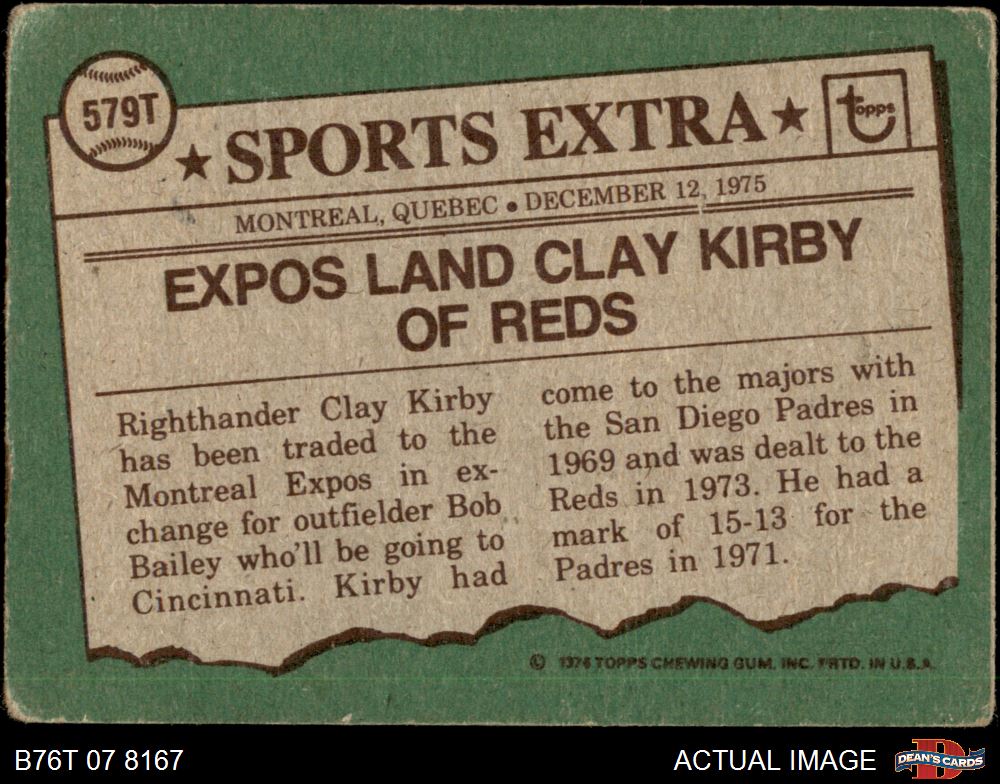 579T
★ SPORTS EXTRA ★
Topps
MONTREAL, QUEBEC • DECEMBER 12, 1975
EXPOS LAND CLAY KIRBY
OF REDS
Righthander Clay Kirby
has been traded to the
Montreal Expos in ex-
change for outfielder Bob
Bailey who'll be going to
Cincinnati. Kirby had
come to the majors with
the San Diego Padres in
1969 and was dealt to the
Reds in 1973. He had a
mark of 15-13 for the
Padres in 1971.
© 1976 TOPPS CHEWING GUM, INC. PRTD. IN U.S.A.
B76T 07 8167
ACTUAL IMAGE
DEAN'S CARDS